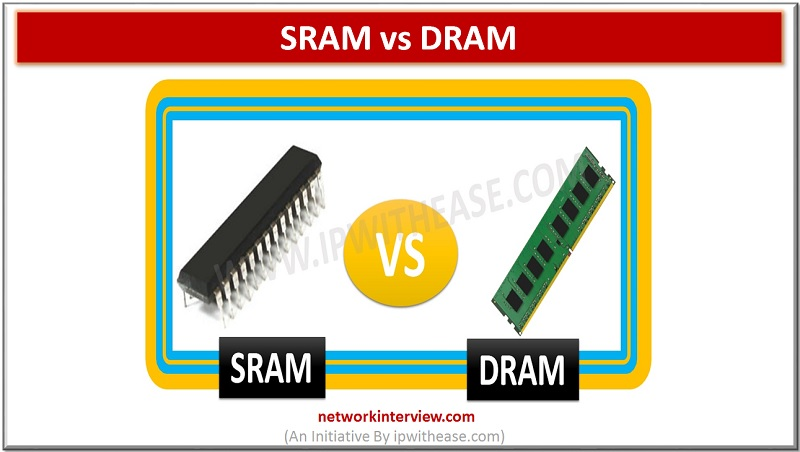 SRAM vs DRAM
WWW.IPWITHEASE.COM
VS
SRAM
DRAM
networkinterview.com
(An Initiative By ipwithease.com)